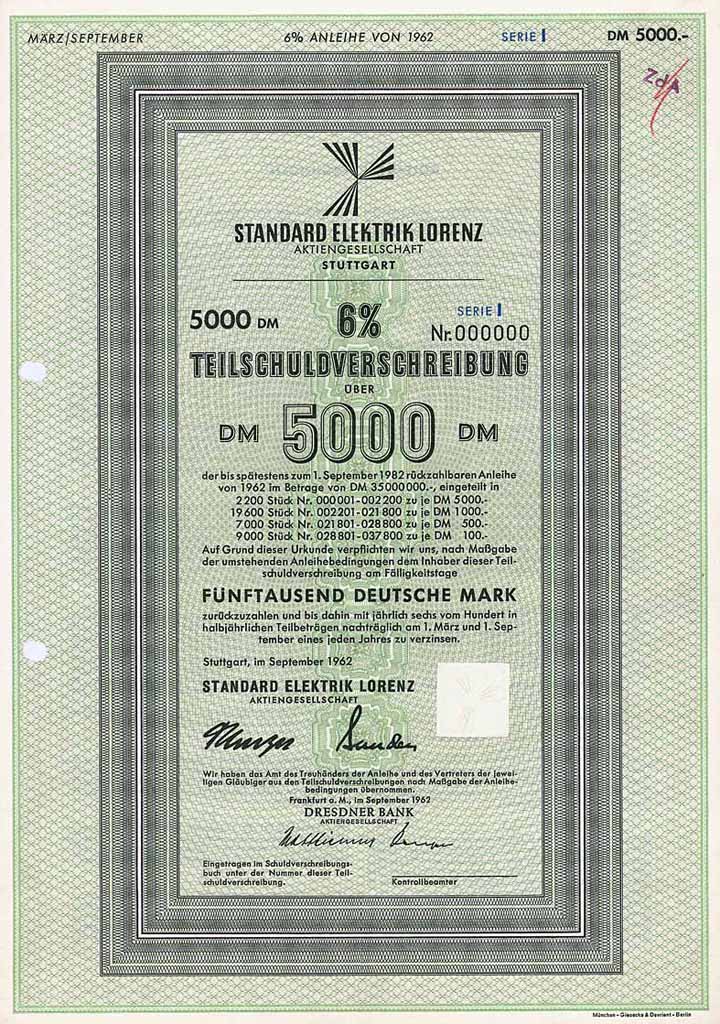 MÄRZ/SEPTEMBER 6% ANLEIHE VON 1962 SERIE I DM 5000.-
ZdA
STANDARD ELEKTRIK LORENZ
AKTIENGESELLSCHAFT
STUTTGART
5000 DM 6% SERIE I
Nr. 000000
TEILSCHULDVERSCHREIBUNG
ÜBER
DM 5000 DM
der bis spätestens zum 1. September 1982 rückzahlbaren Anleihe
von 1962 im Betrage von DM 35000000.-, eingeteilt in
2200 Stück Nr. 000001-002200 zu je DM 5000.-
19600 Stück Nr. 002201-021800 zu je DM 1000.-
7000 Stück Nr. 021801-028800 zu je DM 500.-
9000 Stück Nr. 028801-037800 zu je DM 100.-
Auf Grund dieser Urkunde verpflichten wir uns, nach Maßgabe
der umstehenden Anleihebedingungen dem Inhaber dieser Teil-
schuldverschreibung am Fälligkeitstage
FÜNFTAUSEND DEUTSCHE MARK
zurückzuzahlen und bis dahin mit jährlich sechs vom Hundert in
halbjährlichen Teilbeträgen nachträglich am 1. März und 1. Sep-
tember eines jeden Jahres zu verzinsen.
Stuttgart, im September 1962
STANDARD ELEKTRIK LORENZ
AKTIENGESELLSCHAFT
Wir haben das Amt des Treuhänders der Anleihe und des Vertreters der jewei-
ligen Gläubiger aus den Teilschuldverschreibungen nach Maßgabe der Anleihe-
bedingungen übernommen.
Frankfurt a. M., im September 1962
DRESDNER BANK
AKTIENGESELLSCHAFT
Eingetragen im Schuldverschreibungs-
buch unter der Nummer dieser Teil-
schuldverschreibung.
Kontrollbeamter
München - Giesecke & Devrient - Berlin